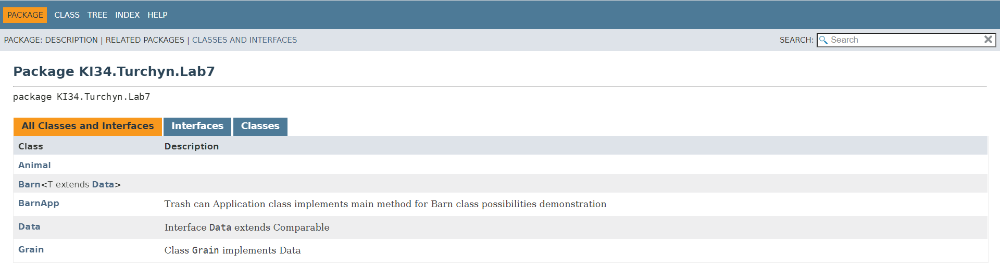 PACKAGE CLASS TREE INDEX HELP
PACKAGE: DESCRIPTION | RELATED PACKAGES | CLASSES AND INTERFACES SEARCH: Search
Package KI34.Turchyn.Lab7
package KI34.Turchyn.Lab7
All Classes and Interfaces Interfaces Classes
Class Description
Animal
Barn<T extends Data>
BarnApp Trash can Application class implements main method for Barn class possibilities demonstration
Data Interface Data extends Comparable
Grain Class Grain implements Data